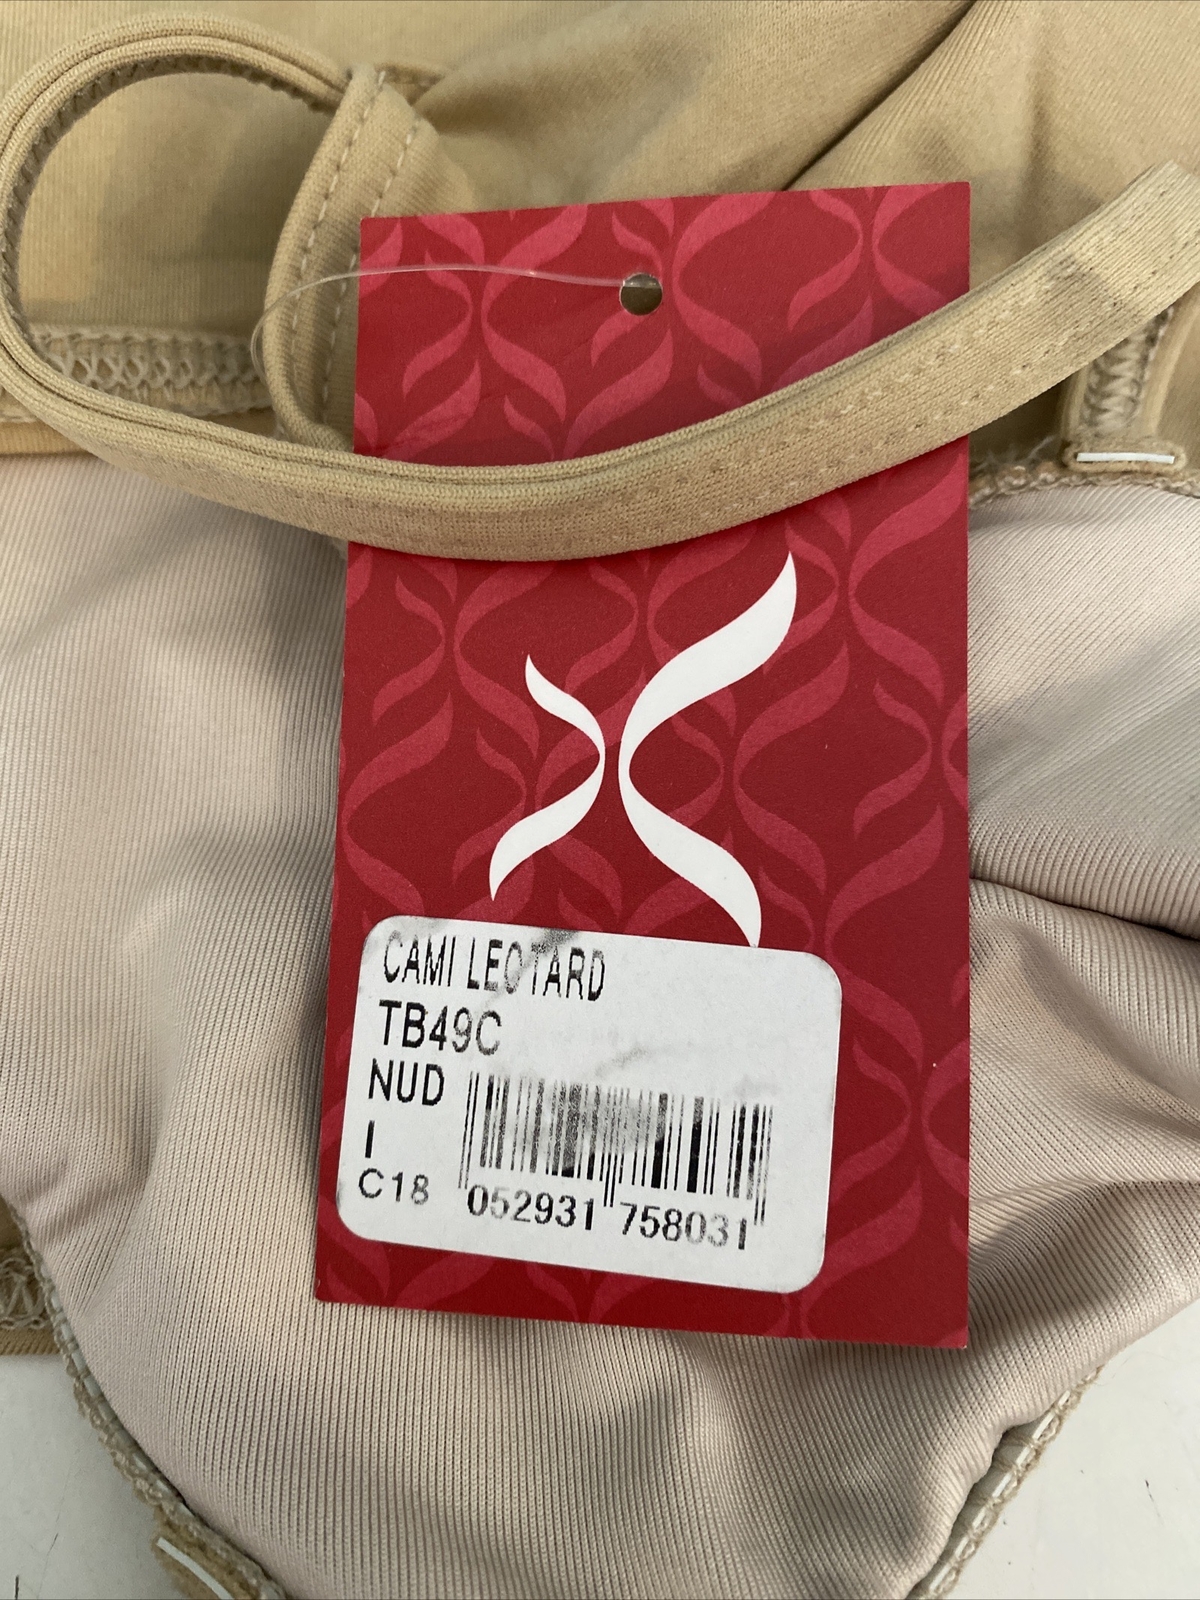 CAMI LEOTARD
TB49C
NUD
I
C18
052931 758031